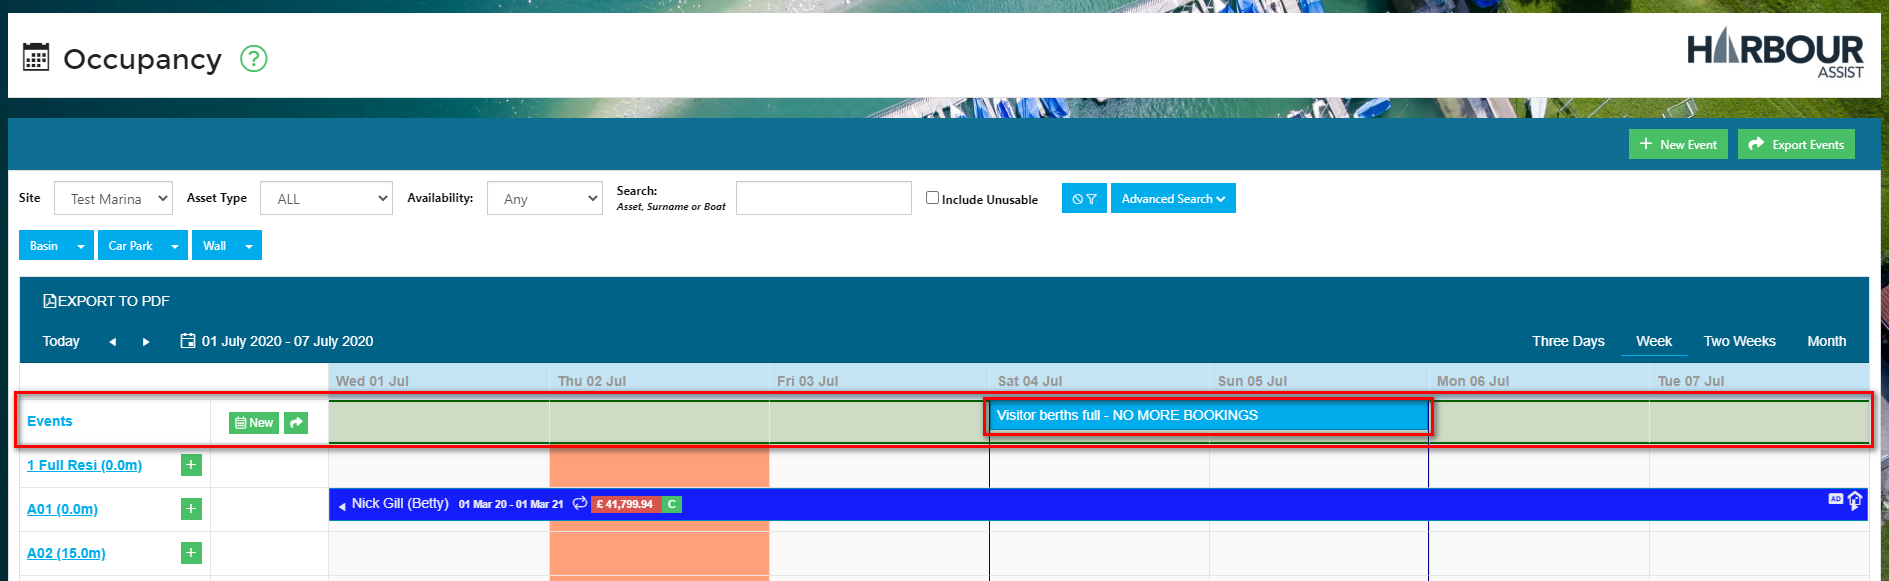 Occupancy ?
HARBOUR
ASSIST
+ New Event Export Events
Site Test Marina Asset Type ALL Availability: Any Search: Asset, Surname or Boat Include Unusable Advanced Search
Basin Car Park Wall
EXPORT TO PDF
Today 01 July 2020 - 07 July 2020 Three Days Week Two Weeks Month
Wed 01 Jul Thu 02 Jul Fri 03 Jul Sat 04 Jul Sun 05 Jul Mon 06 Jul Tue 07 Jul
Events New Visitor berths full - NO MORE BOOKINGS
1 Full Resi (0.0m) +
A01 (0.0m) + Nick Gill (Betty) 01 Mar 20 - 01 Mar 21 £ 41,799.94 C AD
A02 (15.0m) +